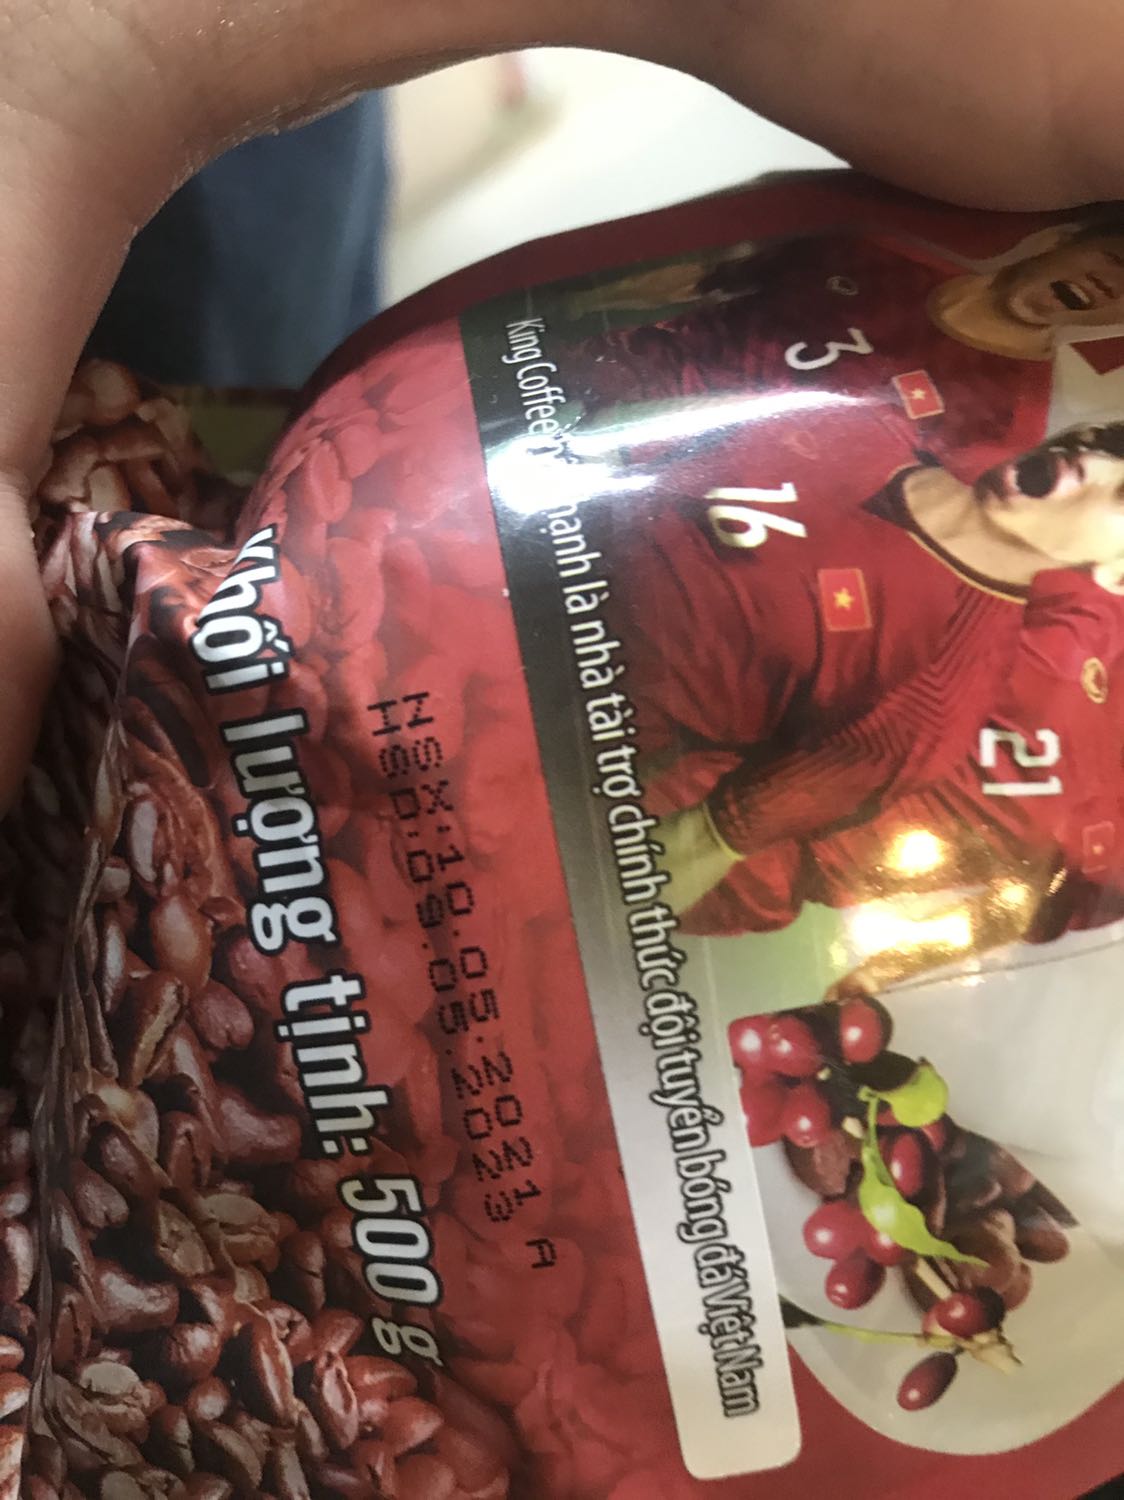 3
16
21
King Coffee hạnh là nhà tài trợ chính thức đội tuyển bóng đá Việt Nam
NSX:10.05.2021 A
HSD:09.05.2023
Khối lượng tịnh: 500 g